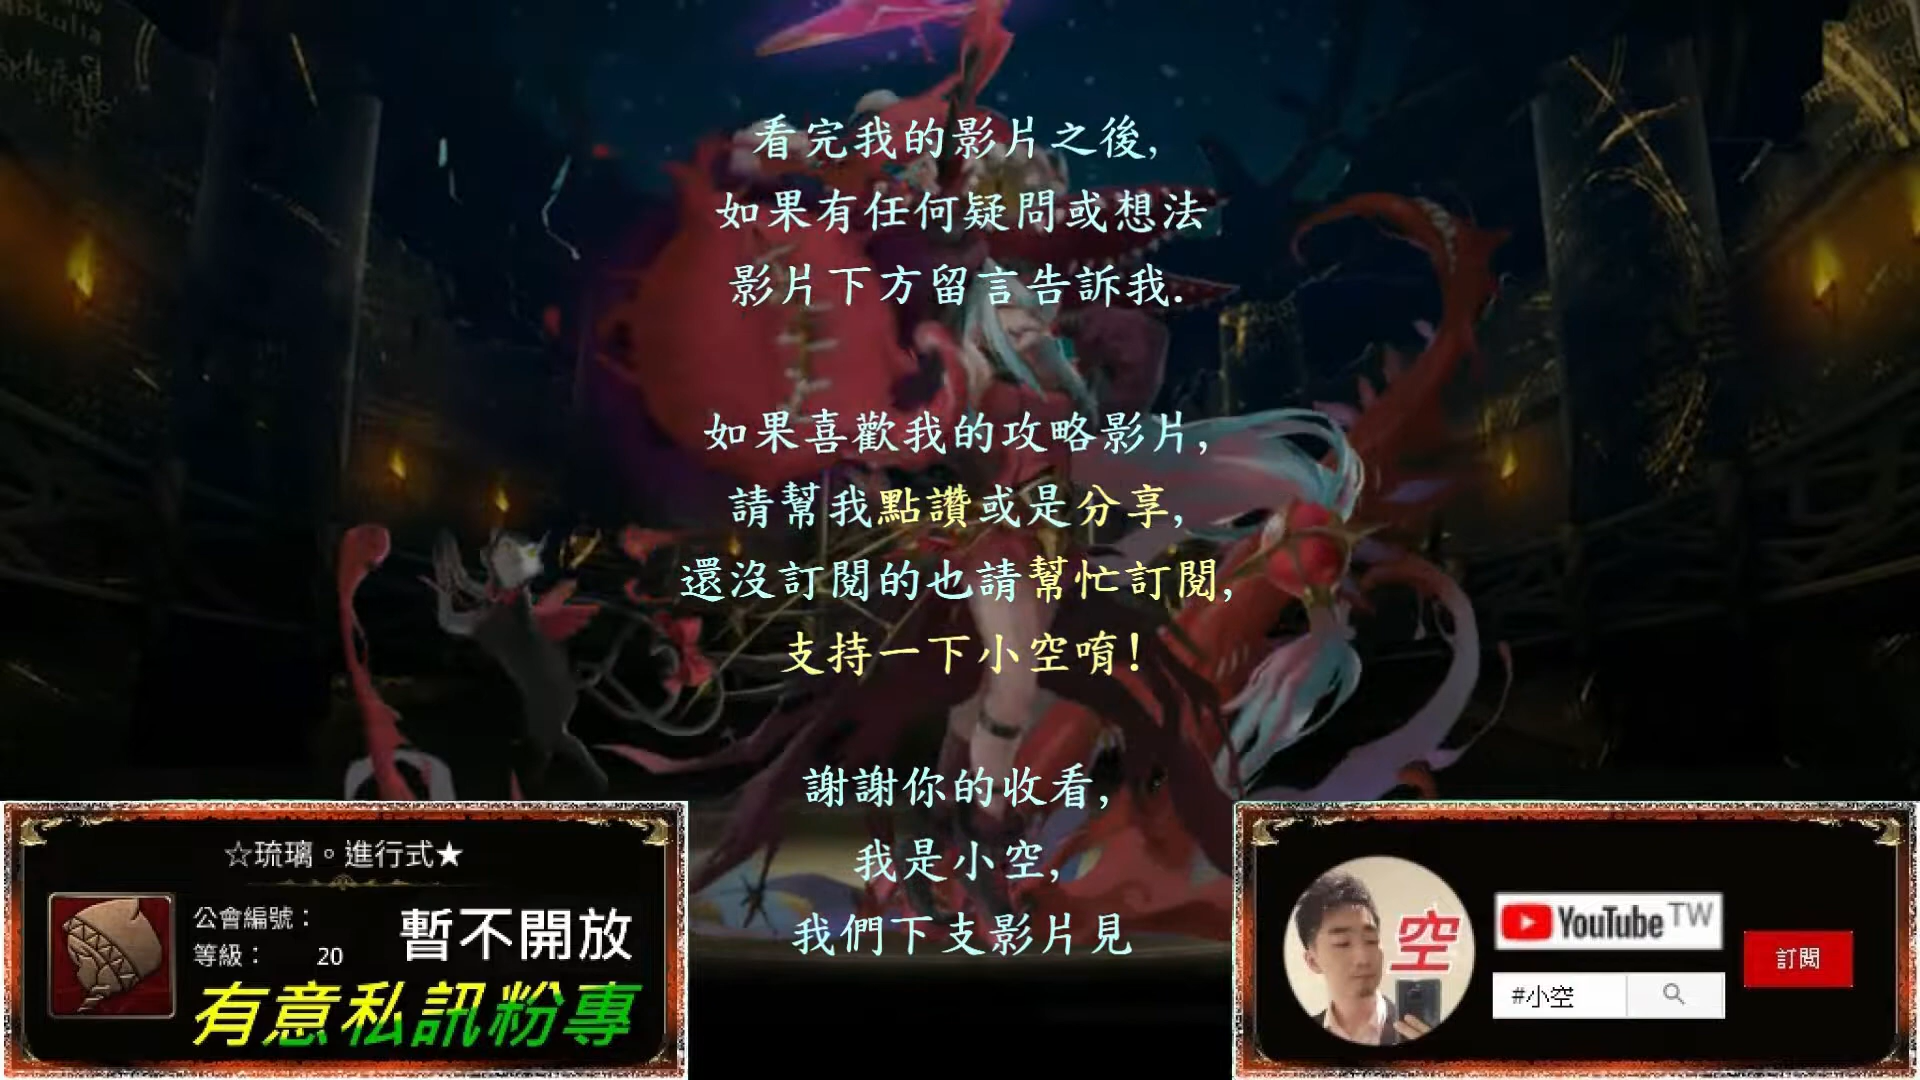 看完我的影片之後,
如果有任何疑問或想法
影片下方留言告訴我.
如果喜歡我的攻略影片,
請幫我點讚或是分享,
還沒訂閱的也請幫忙訂閱,
支持一下小空唷!
謝謝你的收看,
我是小空,
我們下支影片見
☆琉璃。進行式★
公會編號：
暫不開放
等級： 20
有意私訊粉專
空
YouTube TW
#小空
訂閱